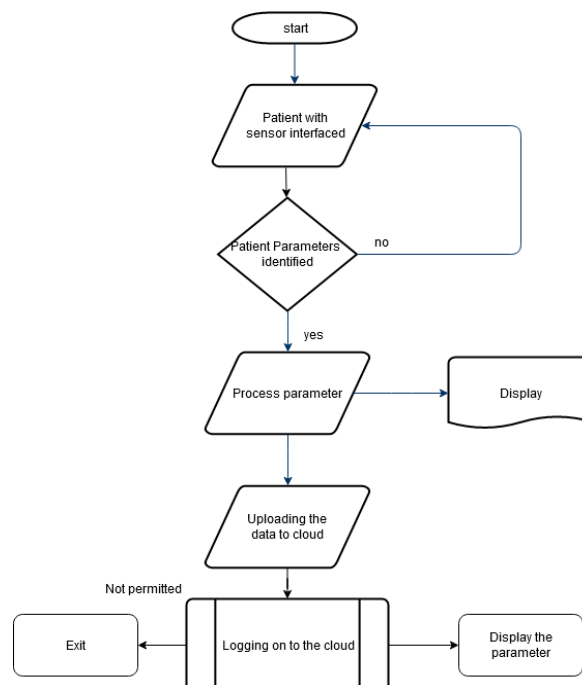 start
Patient with
sensor interfaced
Patient Parameters
identified
no
yes
Process parameter
Display
Uploading the
data to cloud
Not permitted
Exit
Logging on to the cloud
Display the
parameter